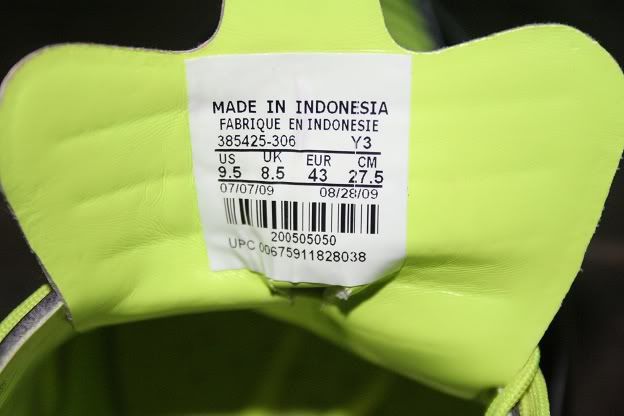 MADE IN INDONESIA
FABRIQUE EN INDONESIE
385425-306 Y3
US UK EUR CM
9.5 8.5 43 27.5
07/07/09 08/28/09
200505050
UPC 00675911828038